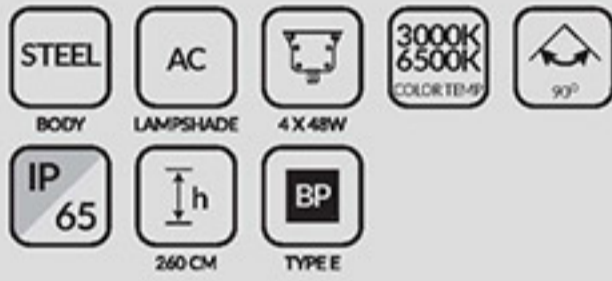 STEEL
BODY
AC
LAMPSHADE
4 X 48W
3000K
6500K
COLOR TEMP
90°
IP
65
h
260 CM
BP
TYPE E